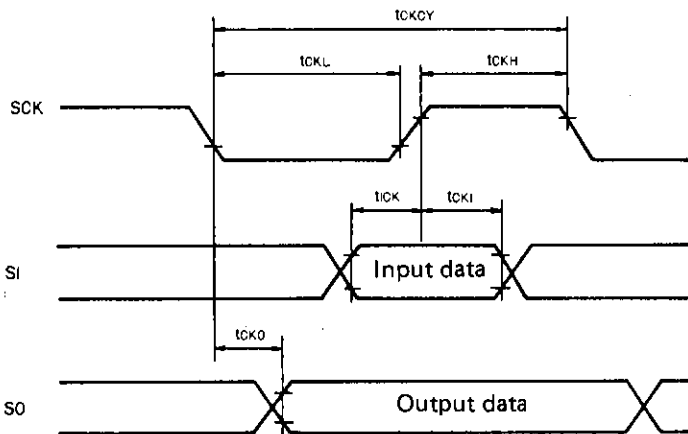 tCKCY
tCKL
tCKH
SCK
tICK
tCKI
SI
Input data
tCKO
SO
Output data